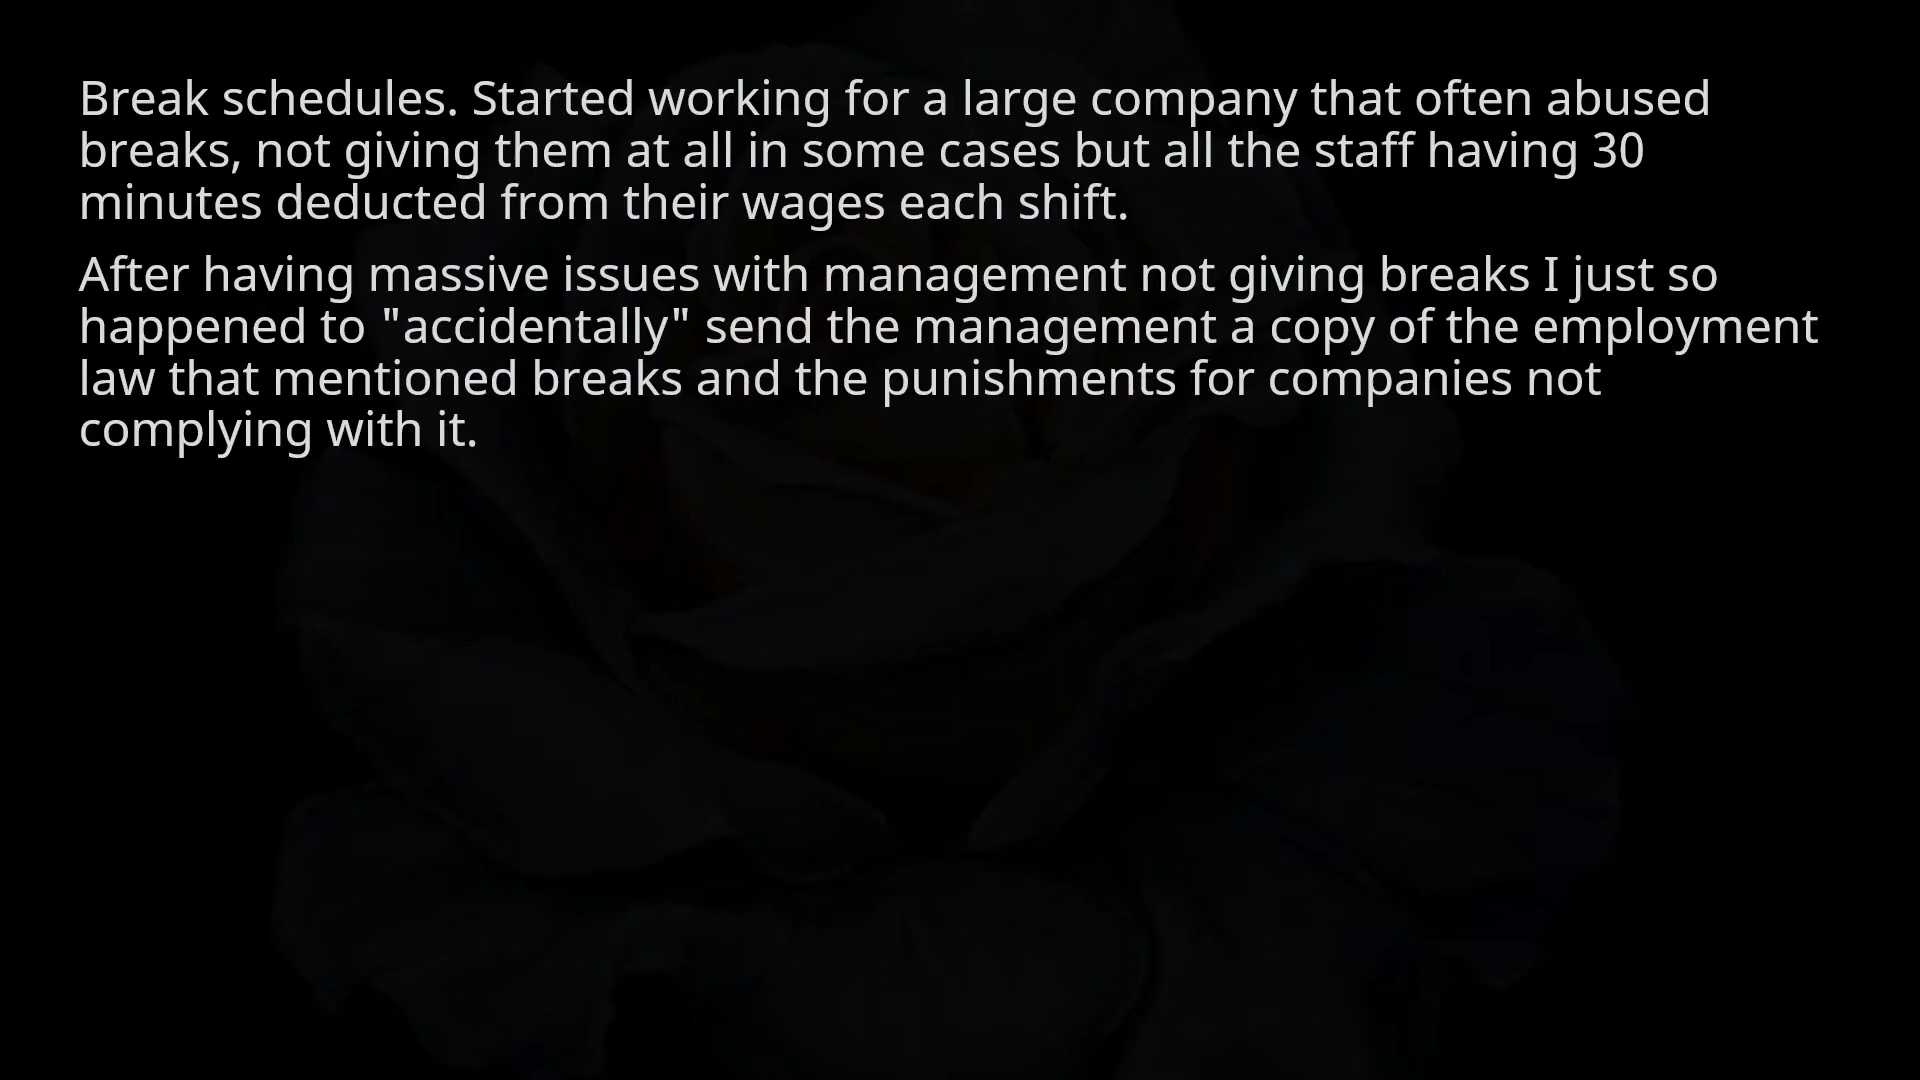 Break schedules. Started working for a large company that often abused
breaks, not giving them at all in some cases but all the staff having 30
minutes deducted from their wages each shift.
After having massive issues with management not giving breaks I just so
happened to "accidentally" send the management a copy of the employment
law that mentioned breaks and the punishments for companies not
complying with it.